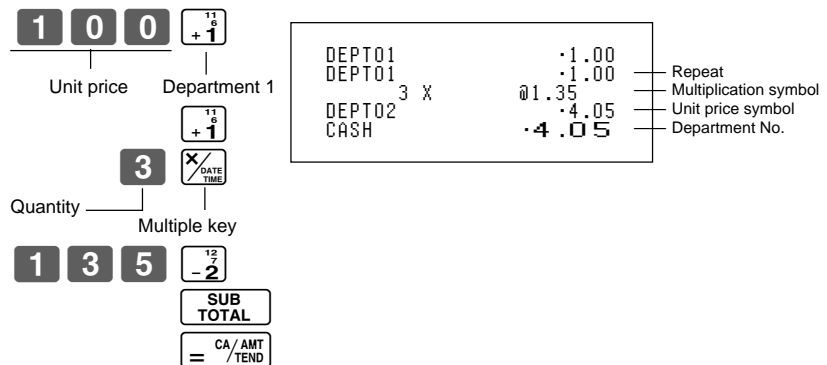 1 0 0 11 6 +1
Unit price Department 1
11 6 +1
3 ×/DATE TIME
Quantity
Multiple key
1 3 5 12 7 -2
SUB TOTAL
= CA/AMT TEND
DEPT01 ·1.00
DEPT01 ·1.00 Repeat
3 X @1.35 Multiplication symbol
DEPT02 ·4.05 Unit price symbol
CASH ·4.05 Department No.